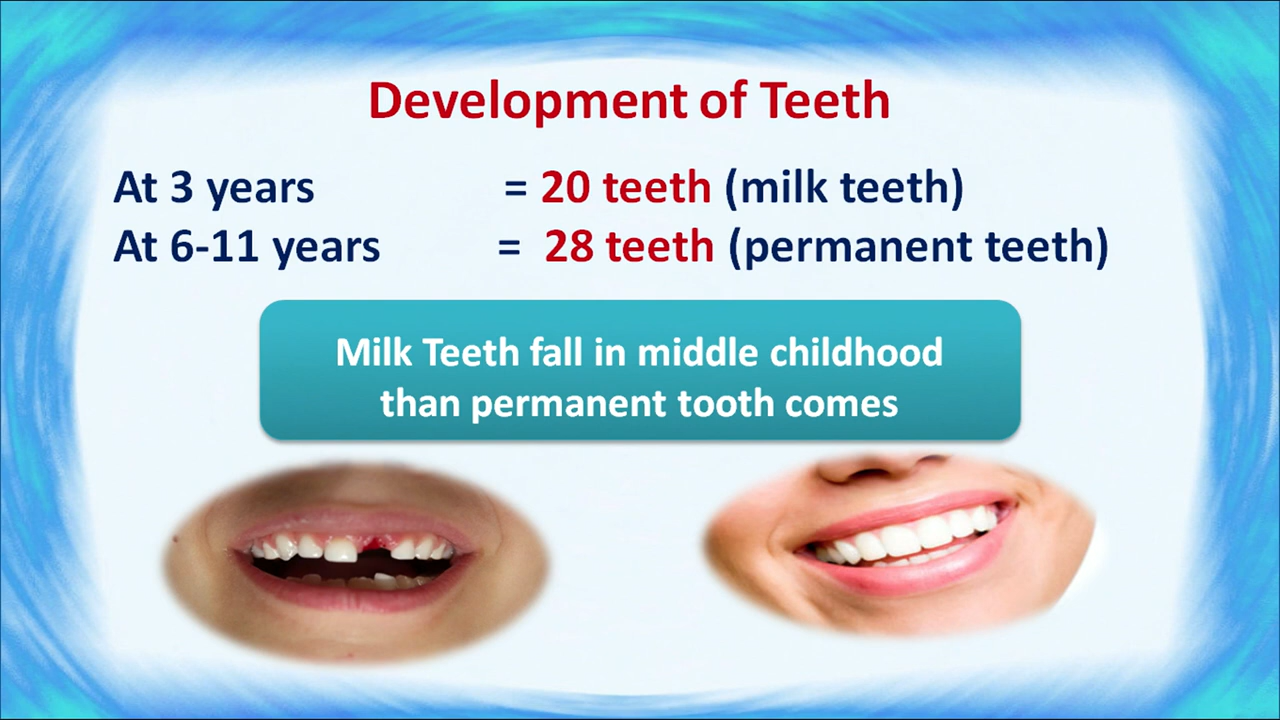 Development of Teeth
At 3 years = 20 teeth (milk teeth)
At 6-11 years = 28 teeth (permanent teeth)
Milk Teeth fall in middle childhood
than permanent tooth comes